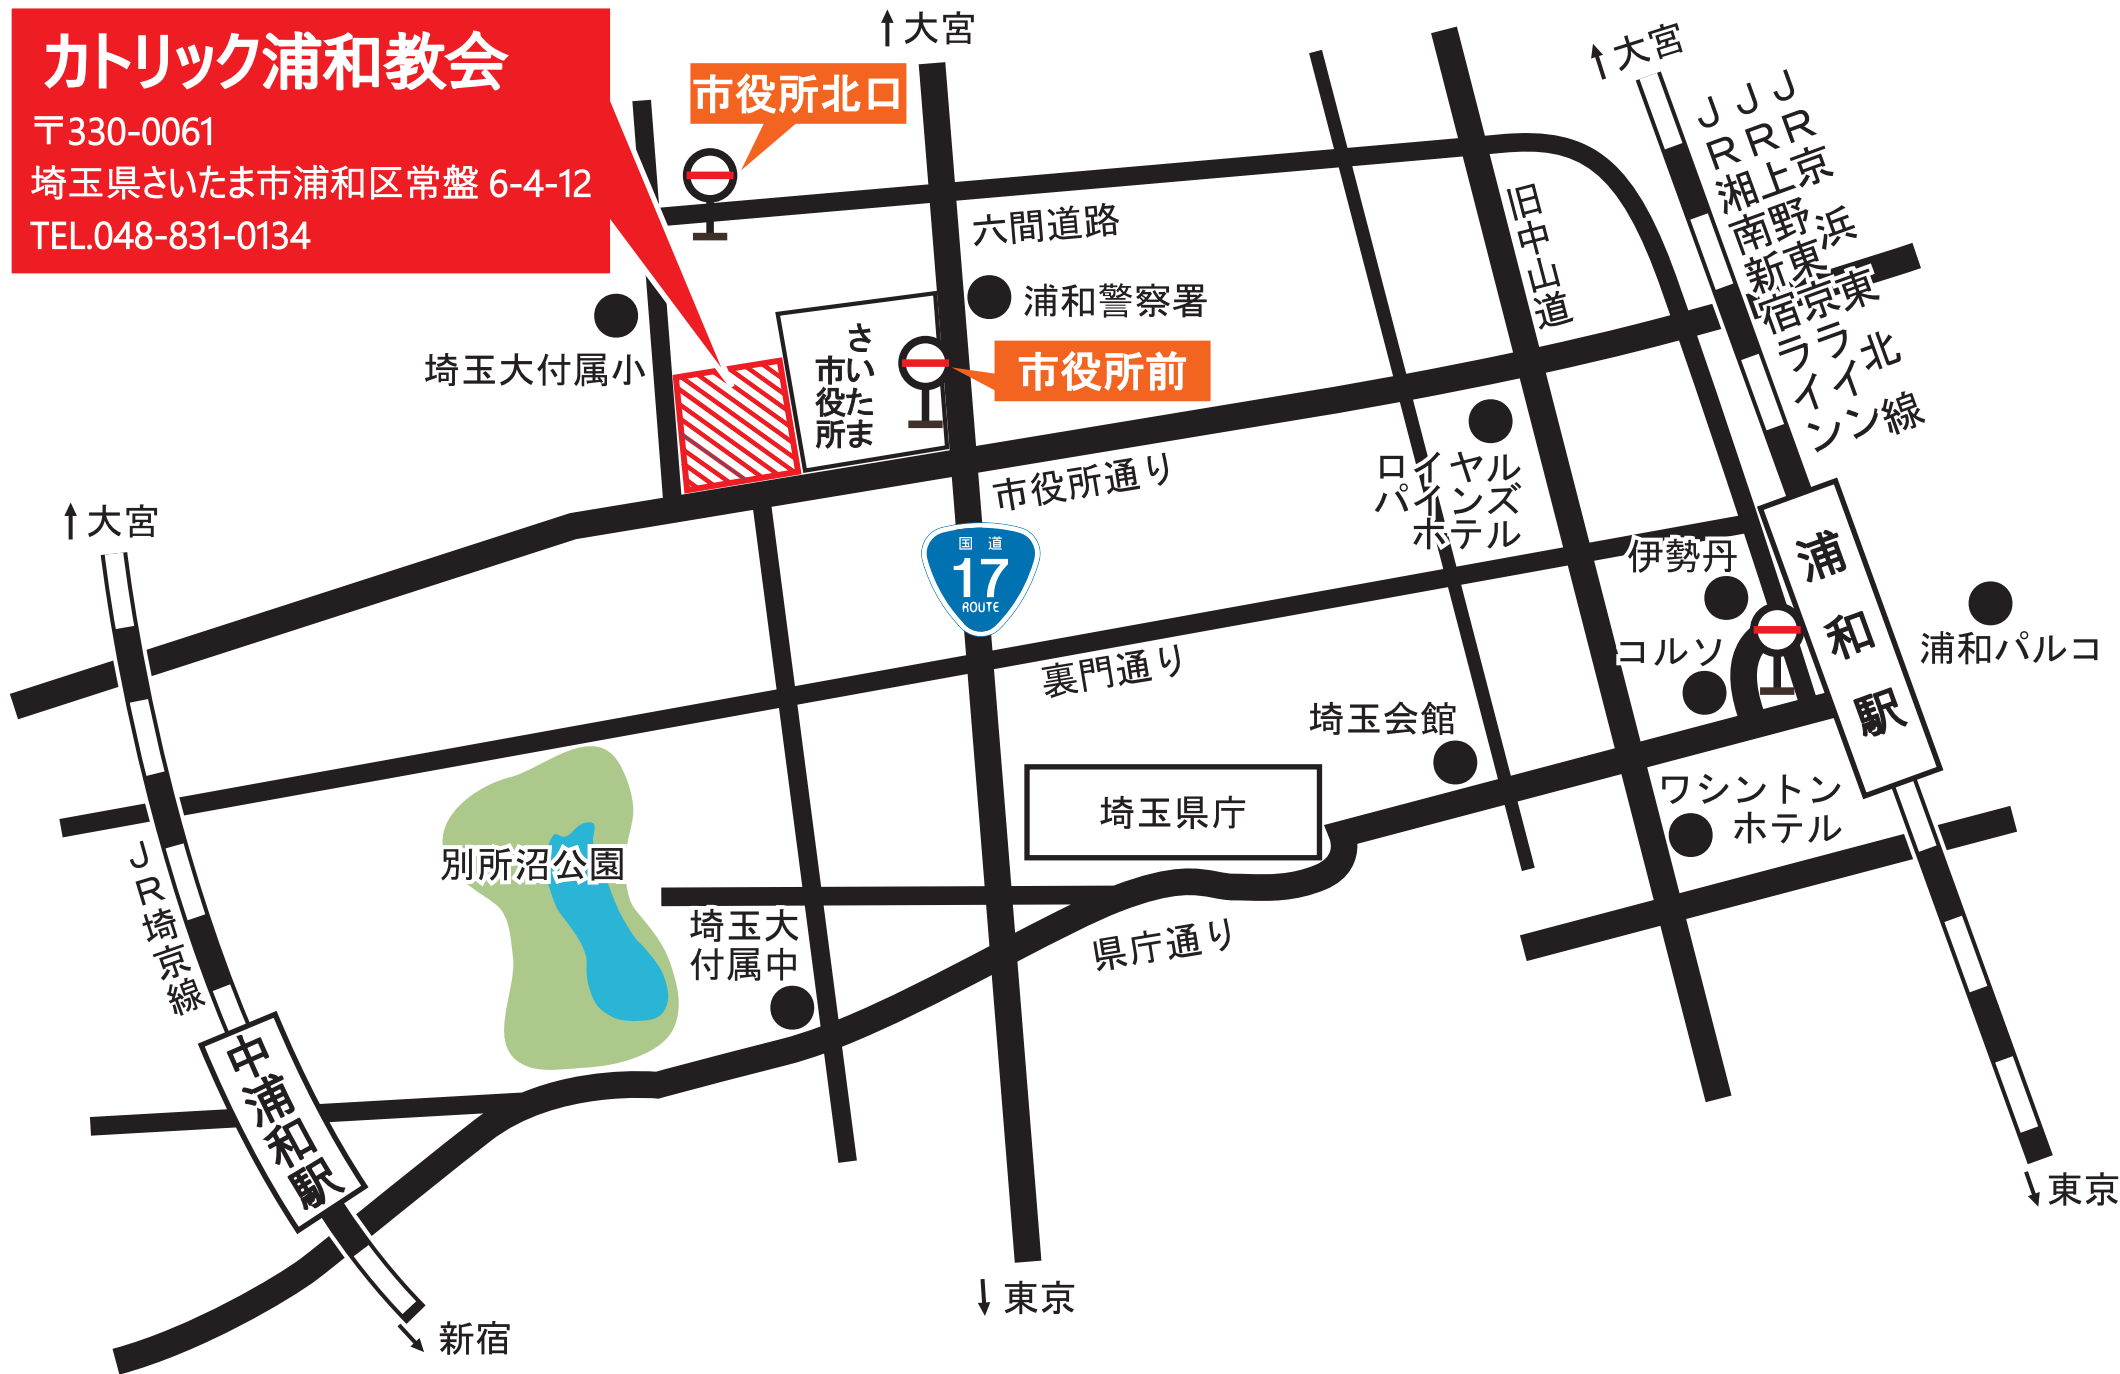 カトリック浦和教会
〒330-0061
埼玉県さいたま市浦和区常盤 6-4-12
TEL.048-831-0134
↑大宮
市役所北口
↑大宮
JR京浜東北線
JR上野東京ライン
JR湘南新宿ライン
六間道路
旧中山道
浦和警察署
さいたま
市役所
市役所前
埼玉大付属小
市役所通り
ロイヤル
パインズ
ホテル
↑大宮
国道
17
ROUTE
伊勢丹
浦和駅
コルソ
浦和パルコ
裏門通り
埼玉会館
埼玉県庁
ワシントン
ホテル
別所沼公園
JR埼京線
埼玉大
付属中
県庁通り
中浦和駅
↓東京
↓東京
↘新宿